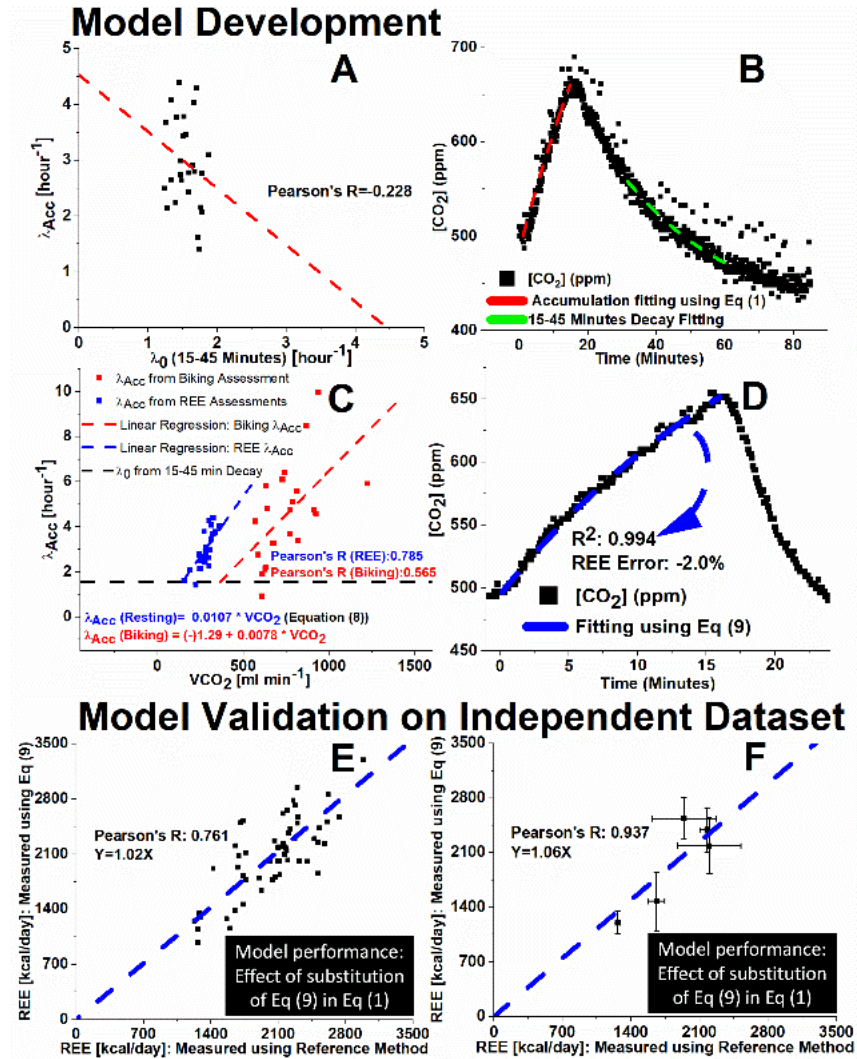 Model Development
A
λAcc [hour-1]
5
4
3
2
1
0
0
1
2
3
4
5
Pearson's R=-0.228
λ0 (15-45 Minutes) [hour-1]
B
[CO2] (ppm)
700
600
500
400
0
20
40
60
80
[CO2] (ppm)
Accumulation fitting using Eq (1)
15-45 Minutes Decay Fitting
Time (Minutes)
C
λAcc [hour-1]
10
8
6
4
2
0
λAcc from Biking Assessment
λAcc from REE Assessments
Linear Regression: Biking λAcc
Linear Regression: REE λAcc
λ0 from 15-45 min Decay
Pearson's R (REE):0.785
Pearson's R (Biking):0.565
λAcc (Resting)= 0.0107 * VCO2 (Equation (8))
λAcc (Biking) = (-)1.29 + 0.0078 * VCO2
0
500
1000
1500
VCO2 [ml min-1]
D
[CO2] (ppm)
650
600
550
500
450
R2: 0.994
REE Error: -2.0%
[CO2] (ppm)
Fitting using Eq (9)
0
5
10
15
20
Time (Minutes)
Model Validation on Independent Dataset
E
REE [kcal/day]: Measured using Eq (9)
3500
2800
2100
1400
700
0
Pearson's R: 0.761
Y=1.02X
Model performance:
Effect of substitution
of Eq (9) in Eq (1)
0
700
1400
2100
2800
3500
REE [kcal/day]: Measured using Reference Method
F
REE [kcal/day]: Measured using Eq (9)
3500
2800
2100
1400
700
0
Pearson's R: 0.937
Y=1.06X
Model performance:
Effect of substitution
of Eq (9) in Eq (1)
0
700
1400
2100
2800
3500
REE [kcal/day]: Measured using Reference Method